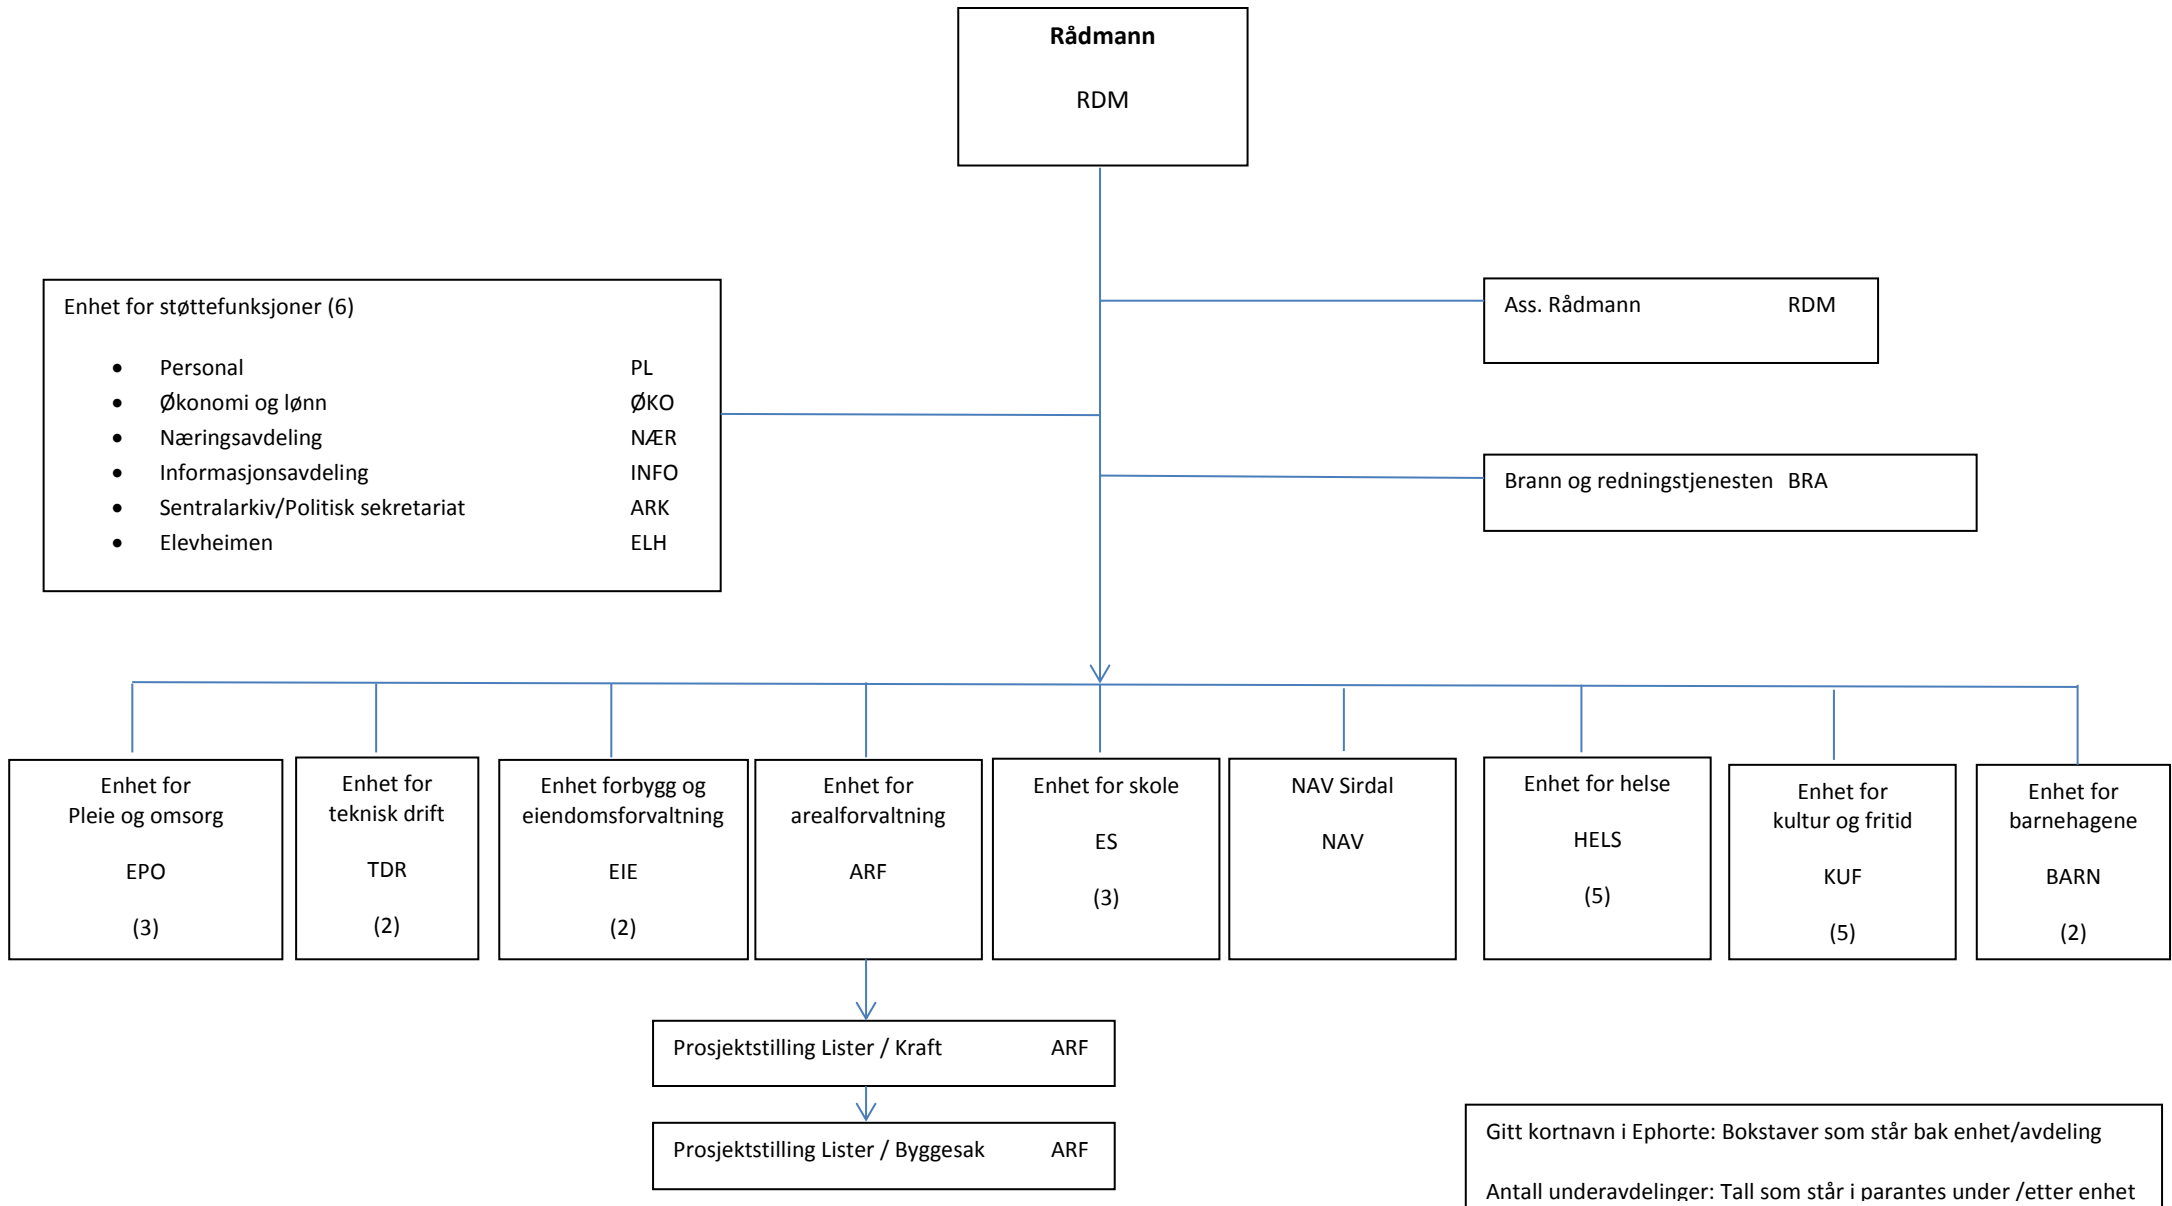 Rådmann
RDM
Enhet for støttefunksjoner (6)
• Personal PL
• Økonomi og lønn ØKO
• Næringsavdeling NÆR
• Informasjonsavdeling INFO
• Sentralarkiv/Politisk sekretariat ARK
• Elevheimen ELH
Ass. Rådmann RDM
Brann og redningstjenesten BRA
Enhet for
Pleie og omsorg
EPO
(3)
Enhet for
teknisk drift
TDR
(2)
Enhet forbygg og
eiendomsforvaltning
EIE
(2)
Enhet for
arealforvaltning
ARF
Enhet for skole
ES
(3)
NAV Sirdal
NAV
Enhet for helse
HELS
(5)
Enhet for
kultur og fritid
KUF
(5)
Enhet for
barnehagene
BARN
(2)
Prosjektstilling Lister / Kraft ARF
Prosjektstilling Lister / Byggesak ARF
Gitt kortnavn i Ephorte: Bokstaver som står bak enhet/avdeling
Antall underavdelinger: Tall som står i parantes under /etter enhet